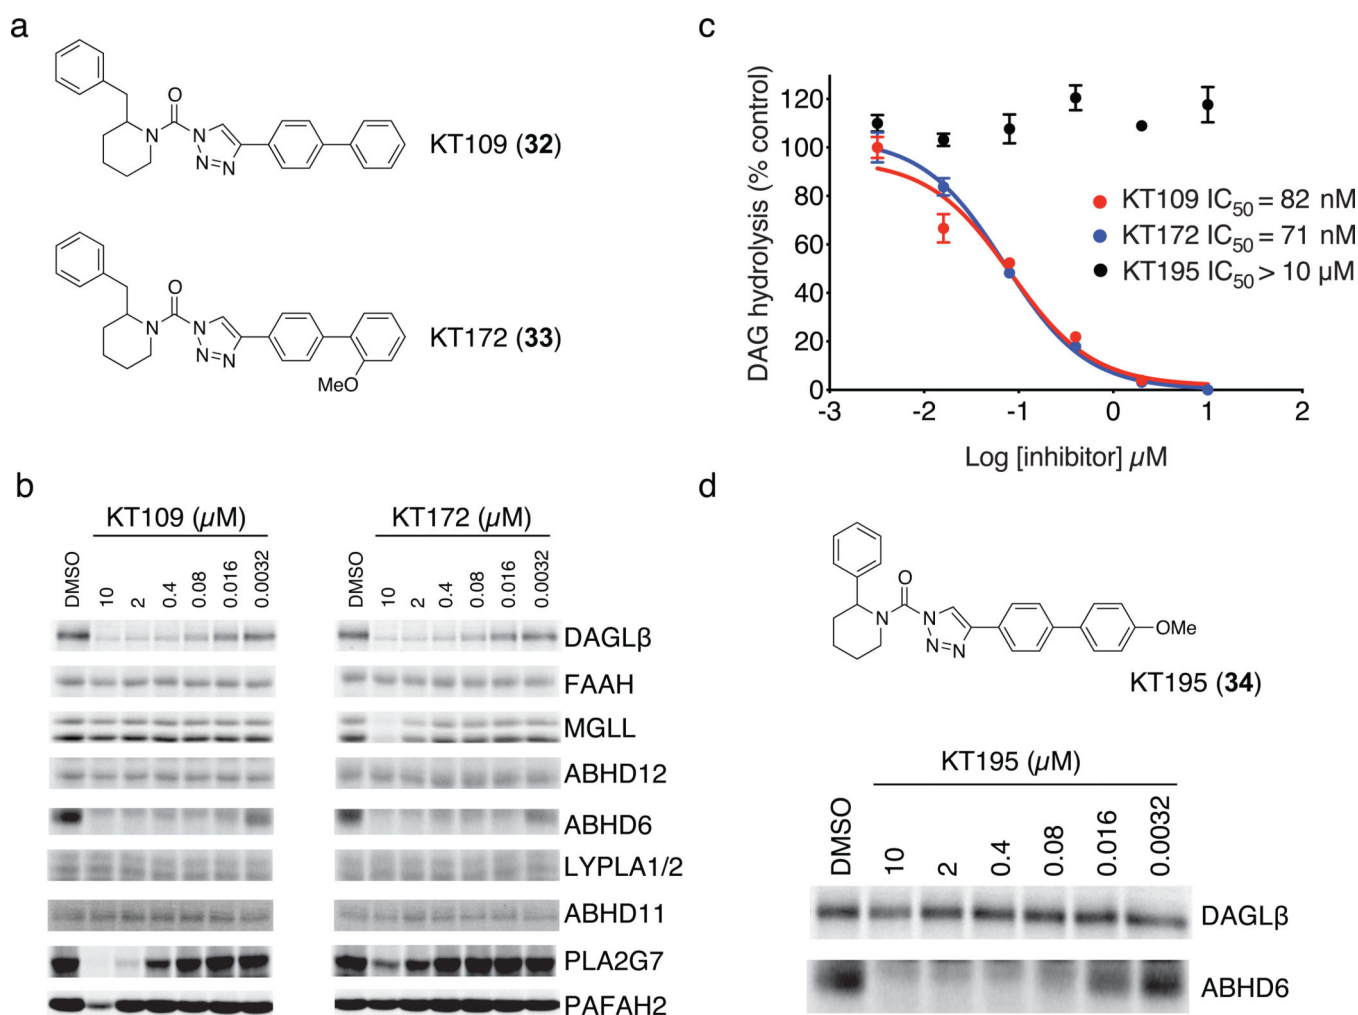 a
O
N
N
N
N
KT109 (32)
O
N
N
N
N
MeO
KT172 (33)
c
DAG hydrolysis (% control)
120
100
80
60
40
20
0
-3
-2
-1
0
1
2
Log [inhibitor] µM
KT109 IC50 = 82 nM
KT172 IC50 = 71 nM
KT195 IC50 > 10 µM
b
KT109 (µM)
KT172 (µM)
DMSO
10
2
0.4
0.08
0.016
0.0032
DMSO
10
2
0.4
0.08
0.016
0.0032
DAGLβ
FAAH
MGLL
ABHD12
ABHD6
LYPLA1/2
ABHD11
PLA2G7
PAFAH2
d
O
N
N
N
N
OMe
KT195 (34)
KT195 (µM)
DMSO
10
2
0.4
0.08
0.016
0.0032
DAGLβ
ABHD6